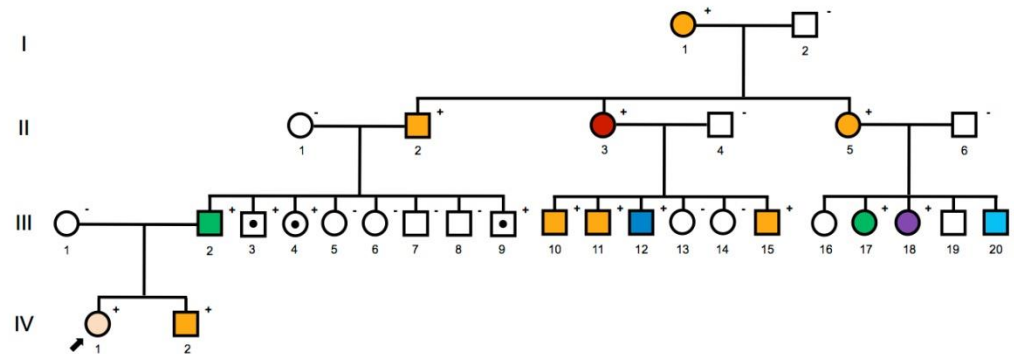 + -
I
1 2
- + + - + -
II
1 2 3 4 5 6
- + + + - - - - + + + + - - + + +
III
1 2 3 4 5 6 7 8 9 10 11 12 13 14 15 16 17 18 19 20
+ +
IV
1 2